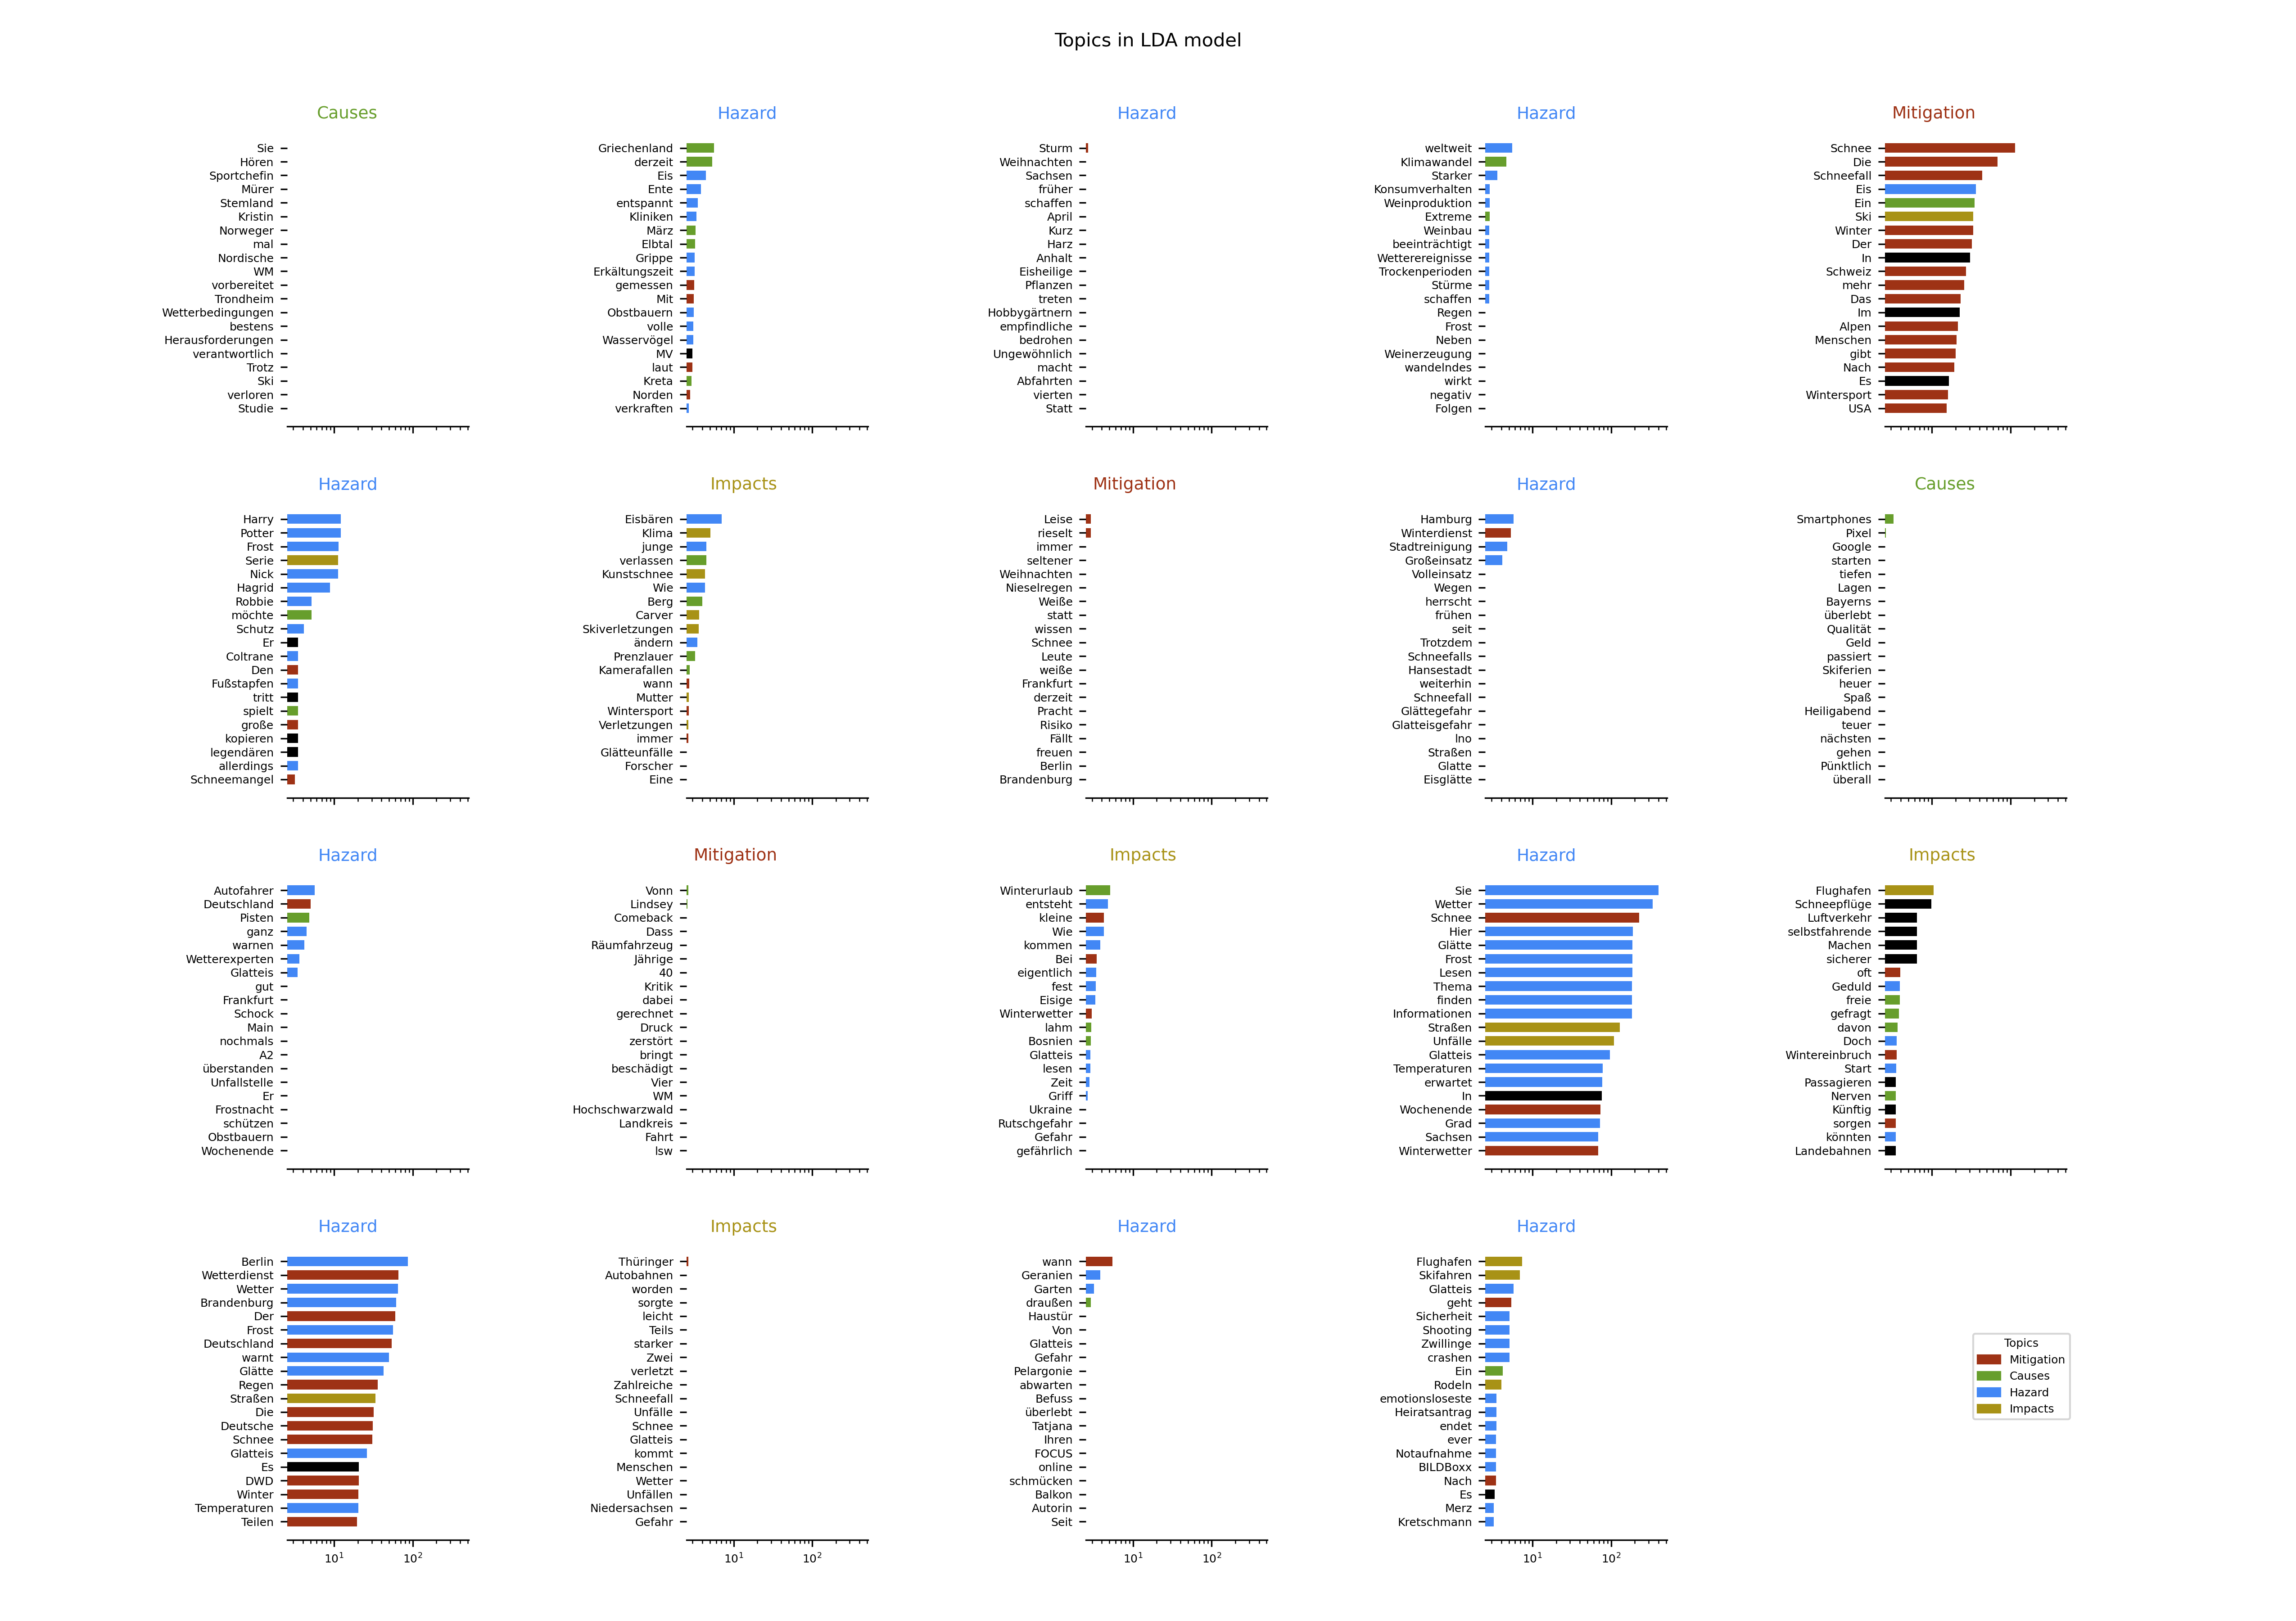 Topics in LDA model
Causes
Sie
Hören
Sportchefin
Mürer
Stemland
Kristin
Norweger
mal
Nordische
WM
vorbereitet
Trondheim
Wetterbedingungen
bestens
Herausforderungen
verantwortlich
Trotz
Ski
verloren
Studie
Hazard
Griechenland
derzeit
Eis
Ente
entspannt
Kliniken
März
Elbtal
Grippe
Erkältungszeit
gemessen
Mit
Obstbauern
volle
Wasservögel
MV
laut
Kreta
Norden
verkraften
Hazard
Sturm
Weihnachten
Sachsen
früher
schaffen
April
Kurz
Harz
Anhalt
Eisheilige
Pflanzen
treten
Hobbygärtnern
empfindliche
bedrohen
Ungewöhnlich
macht
Abfahrten
vierten
Statt
Hazard
weltweit
Klimawandel
Starker
Konsumverhalten
Weinproduktion
Extreme
Weinbau
beeinträchtigt
Wetterereignisse
Trockenperioden
Stürme
schaffen
Regen
Frost
Neben
Weinerzeugung
wandelndes
wirkt
negativ
Folgen
Mitigation
Schnee
Die
Schneefall
Eis
Ein
Ski
Winter
Der
In
Schweiz
mehr
Das
Im
Alpen
Menschen
gibt
Nach
Es
Wintersport
USA
Hazard
Harry
Potter
Frost
Serie
Nick
Hagrid
Robbie
möchte
Schutz
Er
Coltrane
Den
Fußstapfen
tritt
spielt
große
kopieren
legendären
allerdings
Schneemangel
Impacts
Eisbären
Klima
junge
verlassen
Kunstschnee
Wie
Berg
Carver
Skiverletzungen
ändern
Prenzlauer
Kamerafallen
wann
Mutter
Wintersport
Verletzungen
immer
Glätteunfälle
Forscher
Eine
Mitigation
Leise
rieselt
immer
seltener
Weihnachten
Nieselregen
Weiße
statt
wissen
Schnee
Leute
weiße
Frankfurt
derzeit
Pracht
Risiko
Fällt
freuen
Berlin
Brandenburg
Hazard
Hamburg
Winterdienst
Stadtreinigung
Großeinsatz
Volleinsatz
Wegen
herrscht
frühen
seit
Trotzdem
Schneefalls
Hansestadt
weiterhin
Schneefall
Glättegefahr
Glatteisgefahr
Ino
Straßen
Glatte
Eisglätte
Causes
Smartphones
Pixel
Google
starten
tiefen
Lagen
Bayerns
überlebt
Qualität
Geld
passiert
Skiferien
heuer
Spaß
Heiligabend
teuer
nächsten
gehen
Pünktlich
überall
Hazard
Autofahrer
Deutschland
Pisten
ganz
warnen
Wetterexperten
Glatteis
gut
Frankfurt
Schock
Main
nochmals
A2
überstanden
Unfallstelle
Er
Frostnacht
schützen
Obstbauern
Wochenende
Mitigation
Vonn
Lindsey
Comeback
Dass
Räumfahrzeug
Jährige
40
Kritik
dabei
gerechnet
Druck
zerstört
bringt
beschädigt
Vier
WM
Hochschwarzwald
Landkreis
Fahrt
lsw
Impacts
Winterurlaub
entsteht
kleine
Wie
kommen
Bei
eigentlich
fest
Eisige
Winterwetter
lahm
Bosnien
Glatteis
lesen
Zeit
Griff
Ukraine
Rutschgefahr
Gefahr
gefährlich
Hazard
Sie
Wetter
Schnee
Hier
Glätte
Frost
Lesen
Thema
finden
Informationen
Straßen
Unfälle
Glatteis
Temperaturen
erwartet
In
Wochenende
Grad
Sachsen
Winterwetter
Impacts
Flughafen
Schneepflüge
Luftverkehr
selbstfahrende
Machen
sicherer
oft
Geduld
freie
gefragt
davon
Doch
Wintereinbruch
Start
Passagieren
Nerven
Künftig
sorgen
könnten
Landebahnen
Hazard
Berlin
Wetterdienst
Wetter
Brandenburg
Der
Frost
Deutschland
warnt
Glätte
Regen
Straßen
Die
Deutsche
Schnee
Glatteis
Es
DWD
Winter
Temperaturen
Teilen
10¹ 10²
Impacts
Thüringer
Autobahnen
worden
sorgte
leicht
Teils
starker
Zwei
verletzt
Zahlreiche
Schneefall
Unfälle
Schnee
Glatteis
kommt
Menschen
Wetter
Unfällen
Niedersachsen
Gefahr
10¹ 10²
Hazard
wann
Geranien
Garten
draußen
Haustür
Von
Glatteis
Gefahr
Pelargonie
abwarten
Befuss
überlebt
Tatjana
Ihren
FOCUS
online
schmücken
Balkon
Autorin
Seit
10¹ 10²
Hazard
Flughafen
Skifahren
Glatteis
geht
Sicherheit
Shooting
Zwillinge
crashen
Ein
Rodeln
emotionsloseste
Heiratsantrag
endet
ever
Notaufnahme
BILDBoxx
Nach
Es
Merz
Kretschmann
10¹ 10²
Topics
Mitigation
Causes
Hazard
Impacts